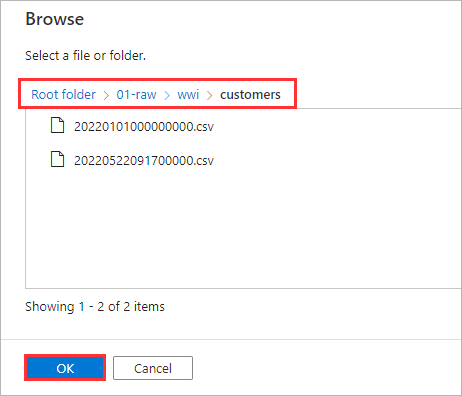 Browse
Select a file or folder.
Root folder > 01-raw > wwi > customers
20220101000000000.csv
20220522091700000.csv
Showing 1 - 2 of 2 items
OK Cancel